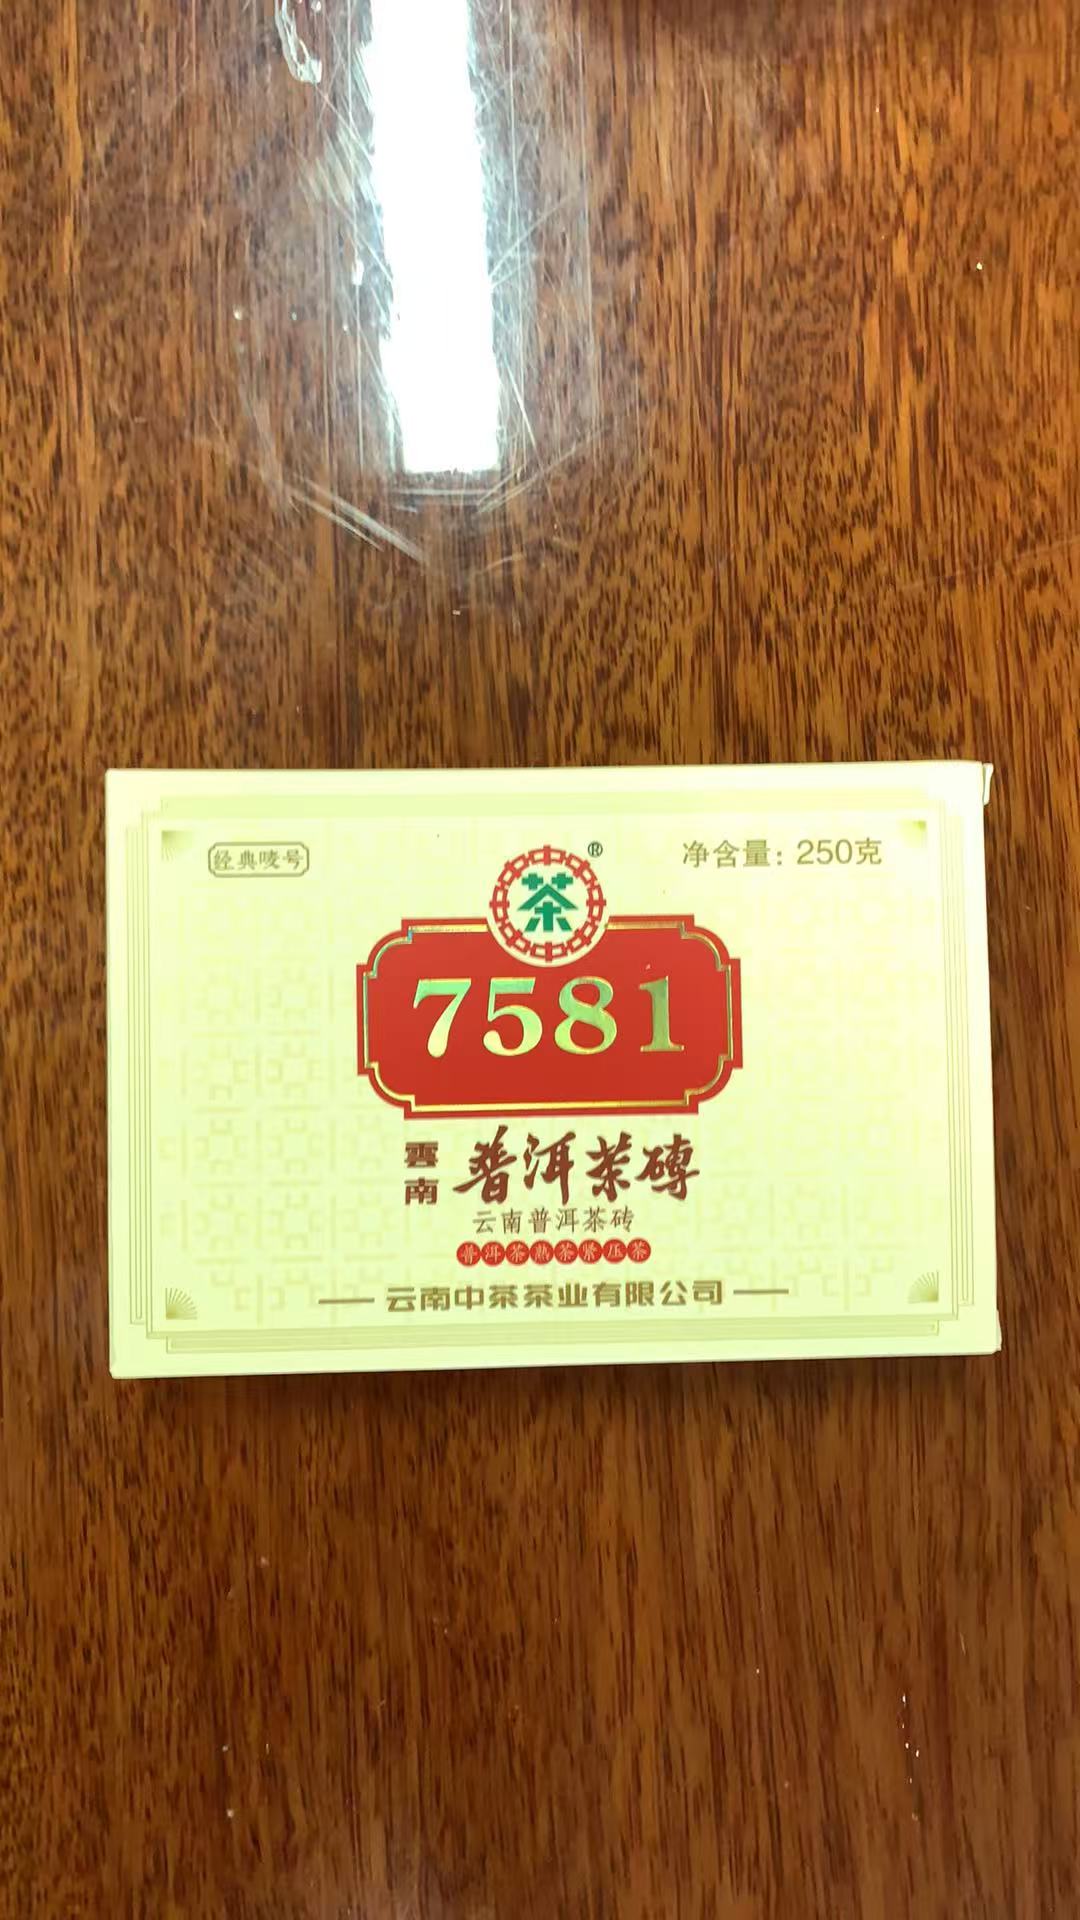 经典唛号
茶®
净含量：250克
7581
雲南
普洱茶磚
云南普洱茶砖
普洱茶熟茶紧压茶
云南中茶茶业有限公司